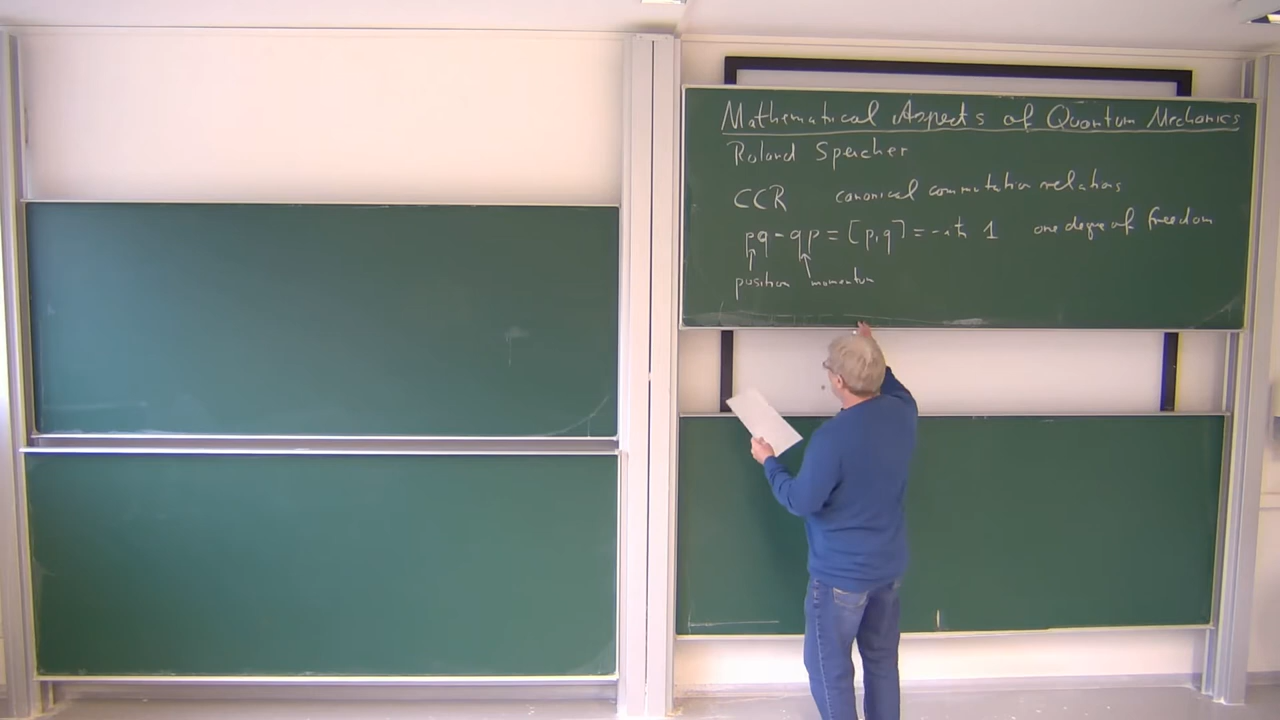 Mathematical Aspects of Quantum Mechanics
Roland Speicher
CCR canonical commutation relations
pq - qp = [p,q] = -iħ 1 one degree of freedom
position momentum